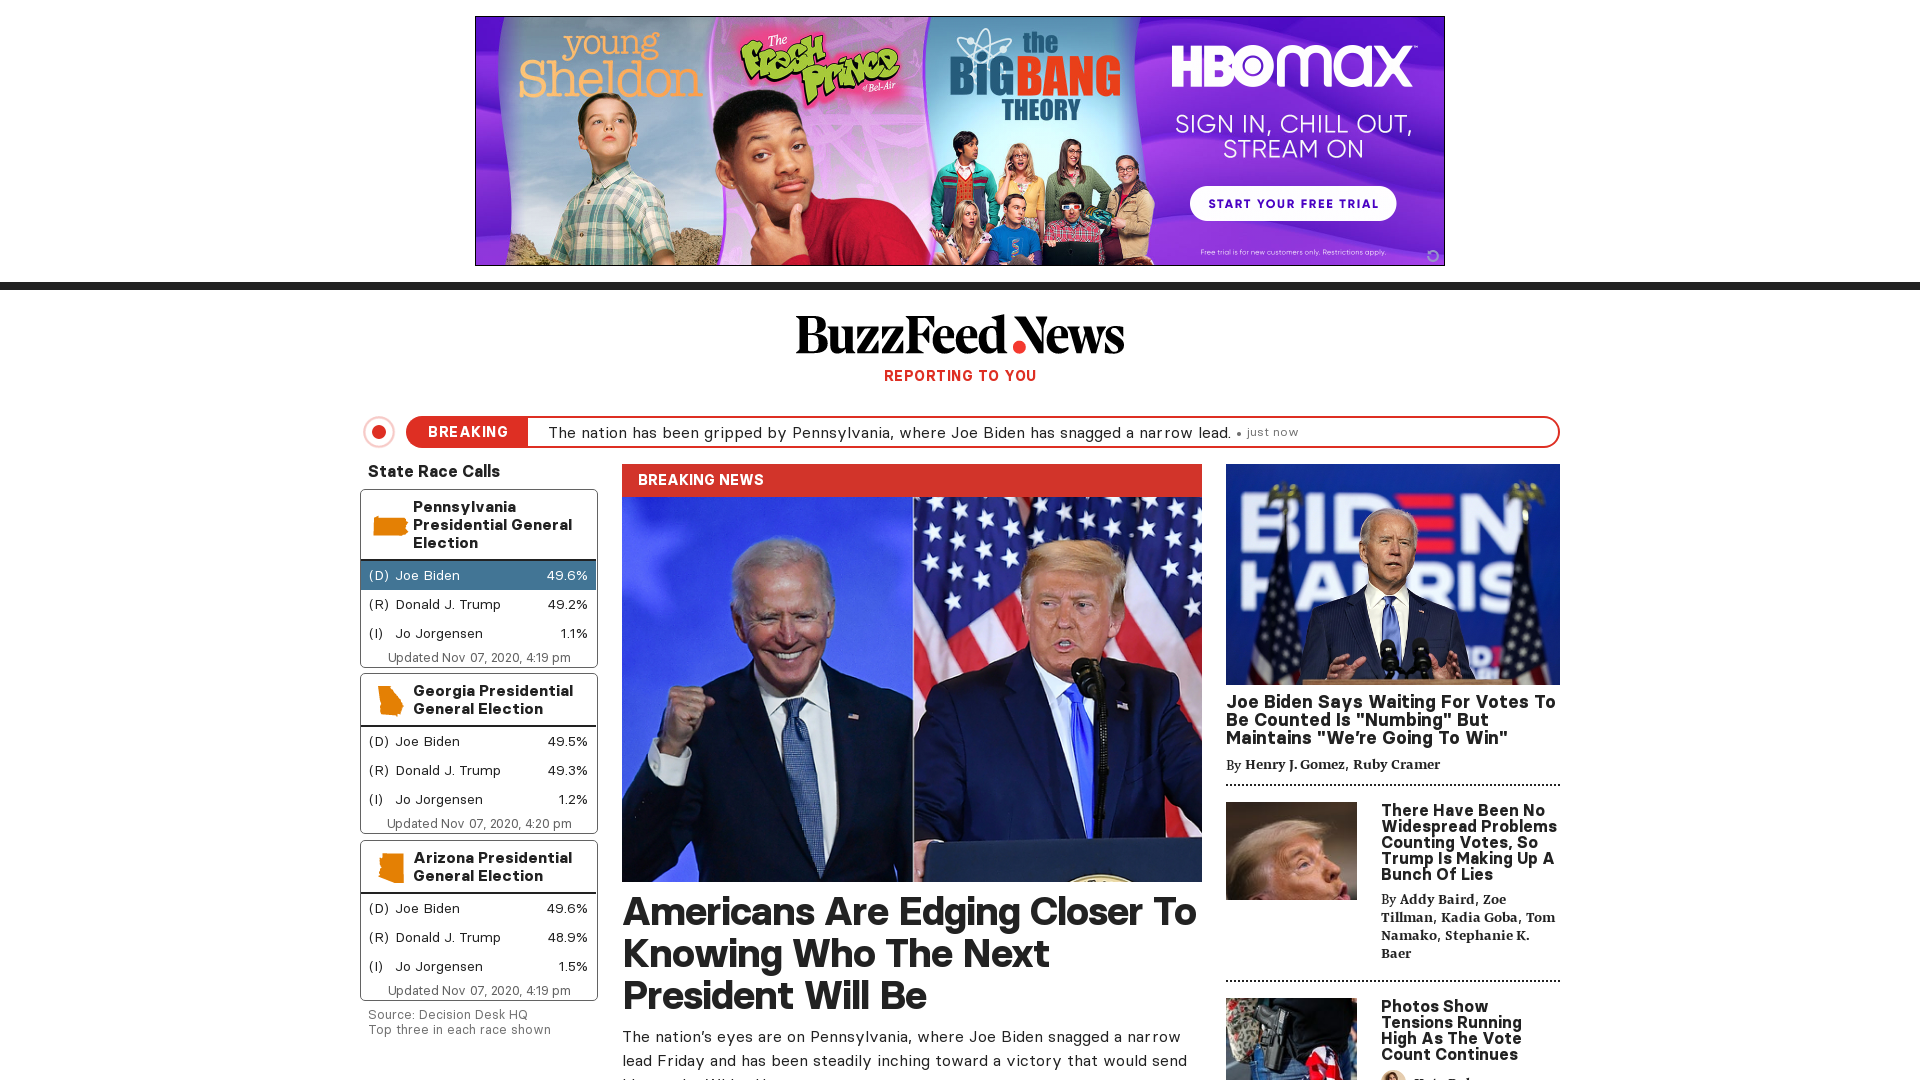 young
Sheldon
The
Fresh
Prince
of Bel-Air
the
BIGBANG
THEORY
HBOMAX
SIGN IN, CHILL OUT,
STREAM ON
START YOUR FREE TRIAL
Free trial is for new customers only. Restrictions apply.
BuzzFeed News
REPORTING TO YOU
BREAKING
The nation has been gripped by Pennsylvania, where Joe Biden has snagged a narrow lead. • just now
State Race Calls
Pennsylvania
Presidential General
Election
(D) Joe Biden 49.6%
(R) Donald J. Trump 49.2%
(I) Jo Jorgensen 1.1%
Updated Nov 07, 2020, 4:19 pm
Georgia Presidential
General Election
(D) Joe Biden 49.5%
(R) Donald J. Trump 49.3%
(I) Jo Jorgensen 1.2%
Updated Nov 07, 2020, 4:20 pm
Arizona Presidential
General Election
(D) Joe Biden 49.6%
(R) Donald J. Trump 48.9%
(I) Jo Jorgensen 1.5%
Updated Nov 07, 2020, 4:19 pm
Source: Decision Desk HQ
Top three in each race shown
BREAKING NEWS
Americans Are Edging Closer To
Knowing Who The Next
President Will Be
The nation’s eyes are on Pennsylvania, where Joe Biden snagged a narrow
lead Friday and has been steadily inching toward a victory that would send
BIDEN
HARRIS
Joe Biden Says Waiting For Votes To
Be Counted Is "Numbing" But
Maintains "We’re Going To Win"
By Henry J. Gomez, Ruby Cramer
There Have Been No
Widespread Problems
Counting Votes, So
Trump Is Making Up A
Bunch Of Lies
By Addy Baird, Zoe
Tillman, Kadia Goba, Tom
Namako, Stephanie K.
Baer
Photos Show
Tensions Running
High As The Vote
Count Continues